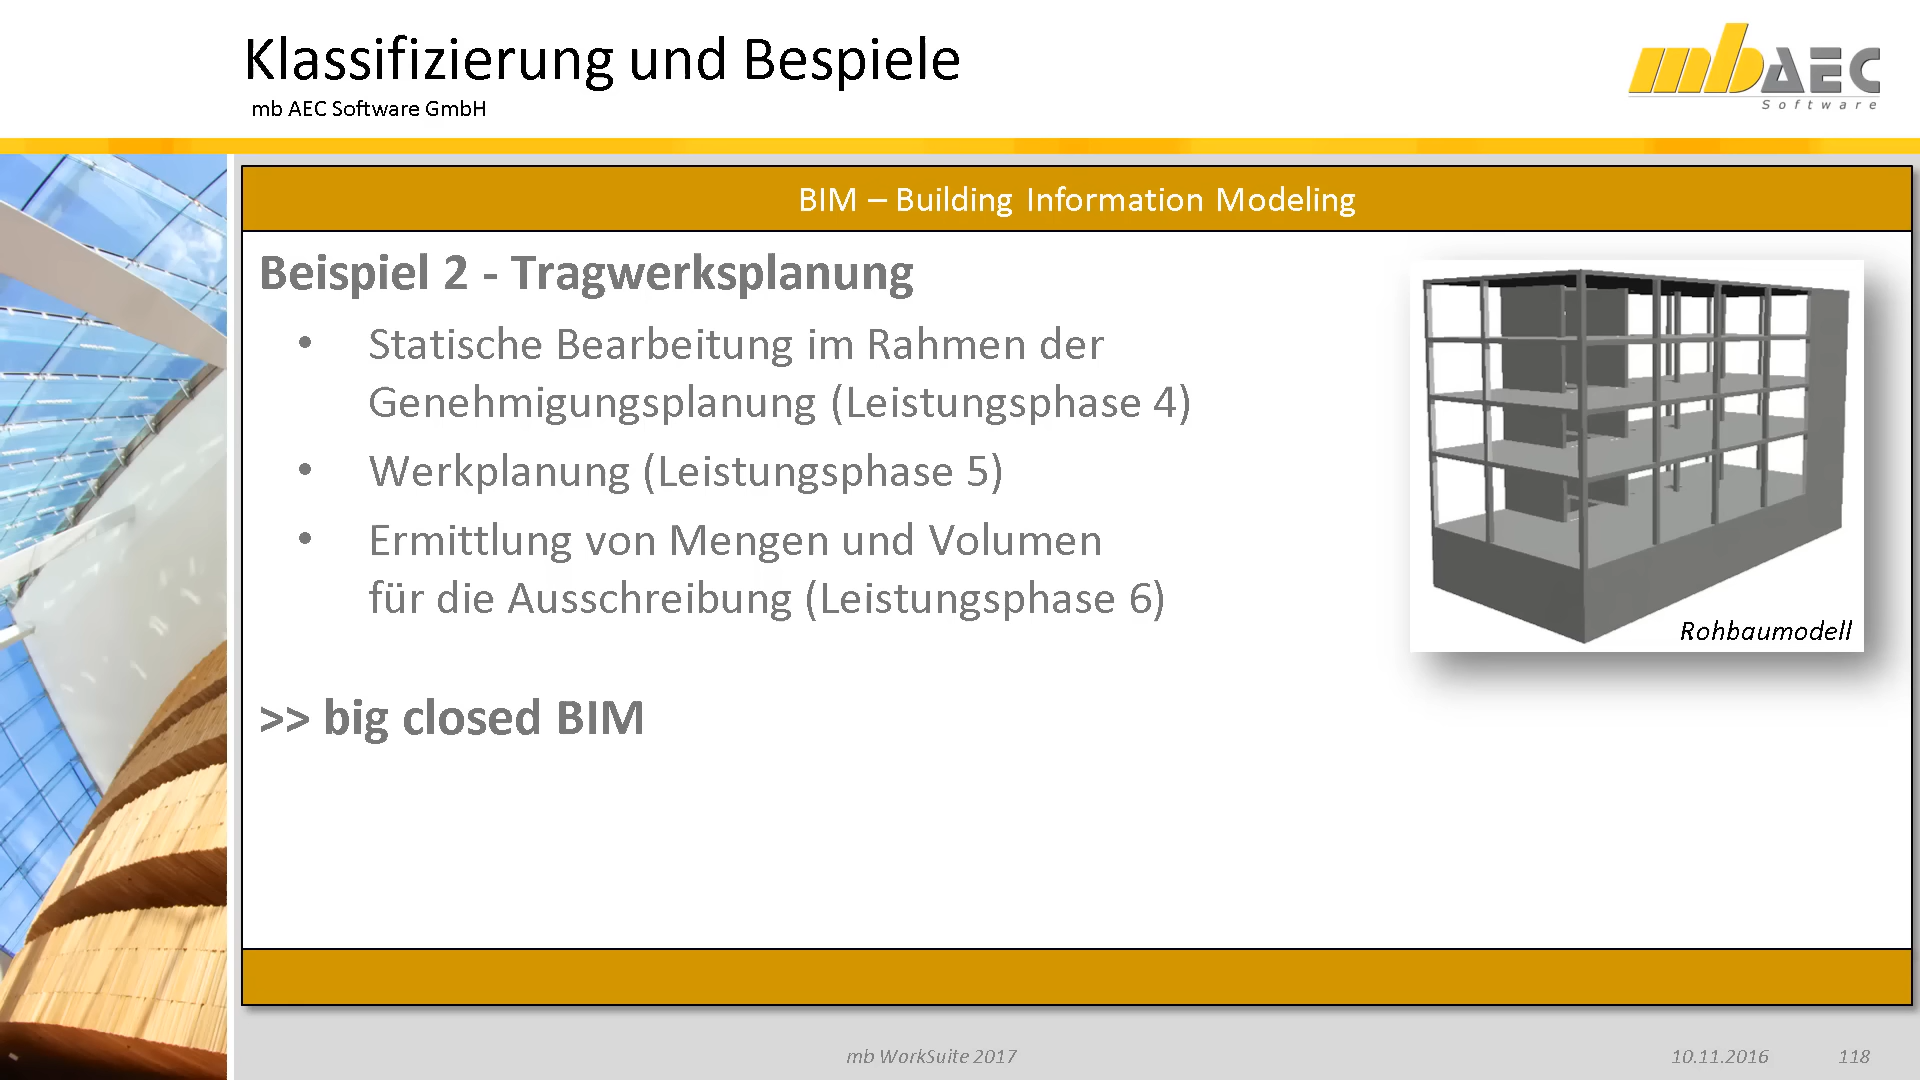 Klassifizierung und Bespiele
mb AEC Software GmbH
mbAEC
Software
BIM – Building Information Modeling
Beispiel 2 - Tragwerksplanung
• Statische Bearbeitung im Rahmen der
Genehmigungsplanung (Leistungsphase 4)
• Werkplanung (Leistungsphase 5)
• Ermittlung von Mengen und Volumen
für die Ausschreibung (Leistungsphase 6)
Rohbaumodell
>> big closed BIM
mb WorkSuite 2017
10.11.2016
118